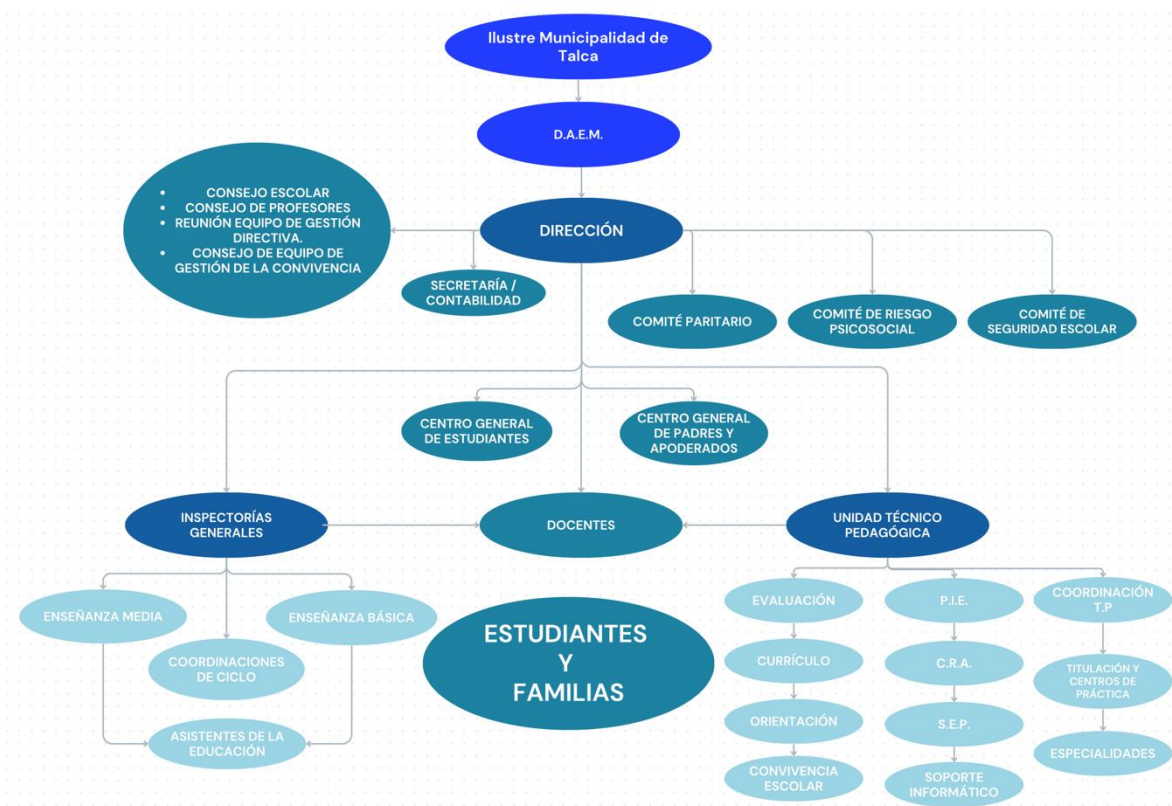 Ilustre Municipalidad de
Talca
D.A.E.M.
• CONSEJO ESCOLAR
• CONSEJO DE PROFESORES
• REUNIÓN EQUIPO DE GESTIÓN
DIRECTIVA.
• CONSEJO DE EQUIPO DE
GESTIÓN DE LA CONVIVENCIA
DIRECCIÓN
SECRETARÍA /
CONTABILIDAD
COMITÉ PARITARIO
COMITÉ DE RIESGO
PSICOSOCIAL
COMITÉ DE
SEGURIDAD ESCOLAR
CENTRO GENERAL
DE ESTUDIANTES
CENTRO GENERAL
DE PADRES Y
APODERADOS
INSPECTORÍAS
GENERALES
DOCENTES
UNIDAD TÉCNICO
PEDAGÓGICA
ENSEÑANZA MEDIA
ENSEÑANZA BÁSICA
COORDINACIONES
DE CICLO
ASISTENTES DE LA
EDUCACIÓN
ESTUDIANTES
Y
FAMILIAS
EVALUACIÓN
CURRÍCULO
ORIENTACIÓN
CONVIVENCIA
ESCOLAR
P.I.E.
C.R.A.
S.E.P.
SOPORTE
INFORMÁTICO
COORDINACIÓN
T.P
TITULACIÓN Y
CENTROS DE
PRÁCTICA
ESPECIALIDADES